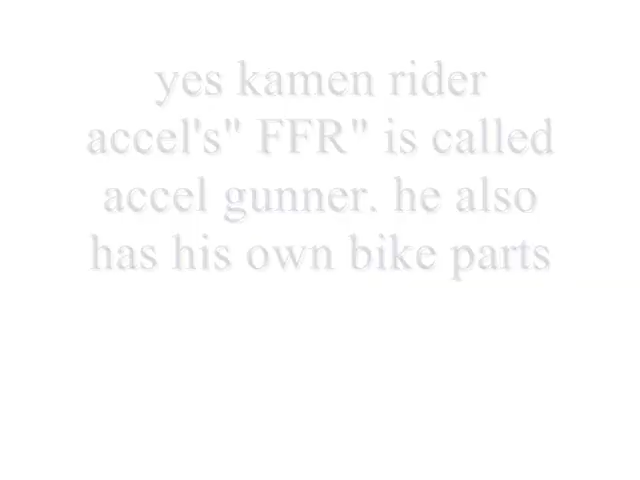 yes kamen rider
accel's" FFR" is called
accel gunner. he also
has his own bike parts